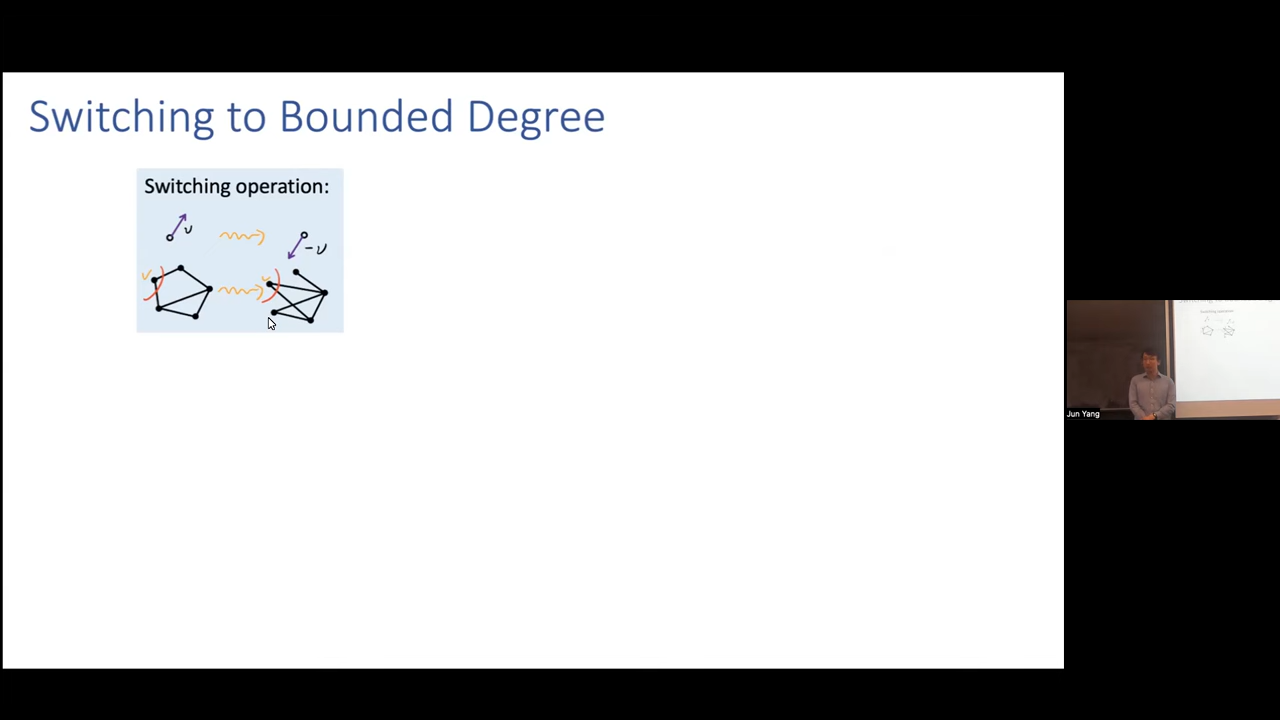 Switching to Bounded Degree
Switching operation:
v
-v
v
v
Jun Yang